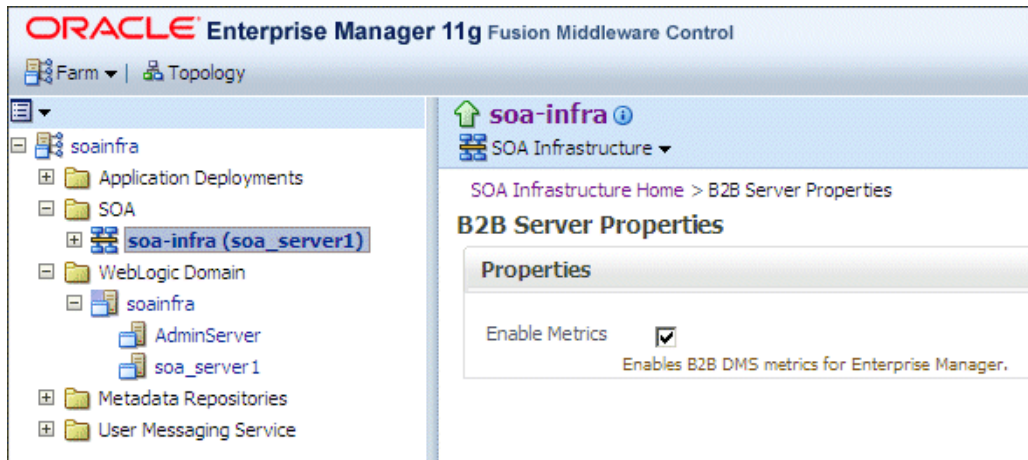 ORACLE Enterprise Manager 11g Fusion Middleware Control
Farm | Topology
soainfra
Application Deployments
SOA
soa-infra (soa_server1)
WebLogic Domain
soainfra
AdminServer
soa_server1
Metadata Repositories
User Messaging Service
soa-infra
SOA Infrastructure
SOA Infrastructure Home > B2B Server Properties
B2B Server Properties
Properties
Enable Metrics
Enables B2B DMS metrics for Enterprise Manager.